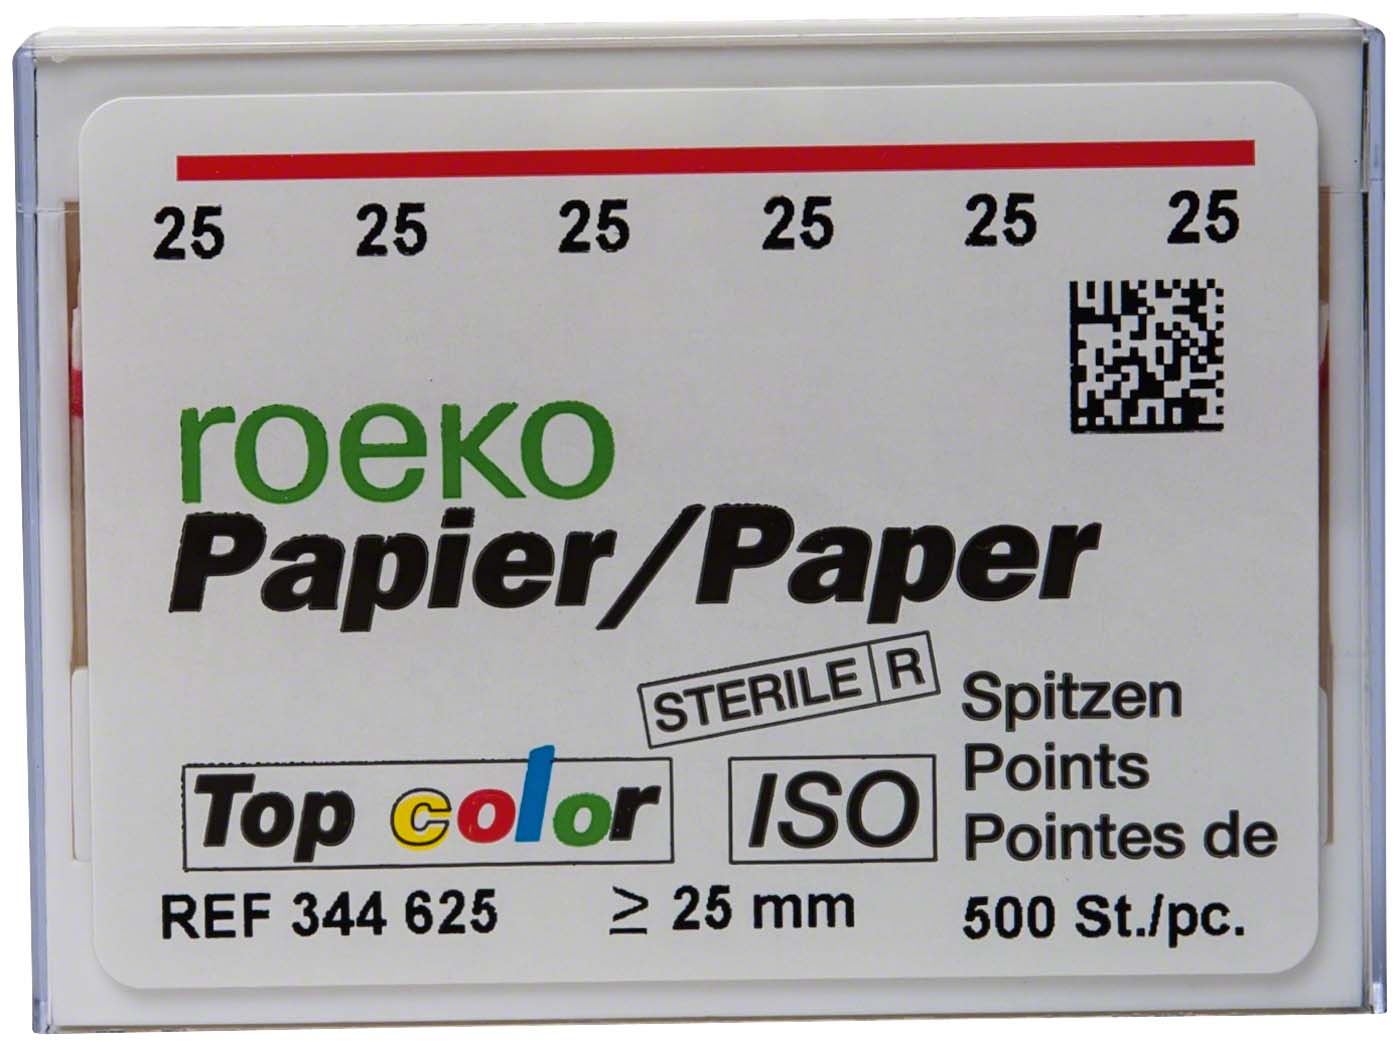 25 25 25 25 25 25
roeko
Papier/Paper
STERILE R
Spitzen
Points
Pointes de
Top color
ISO
REF 344 625
≥ 25 mm
500 St./pc.